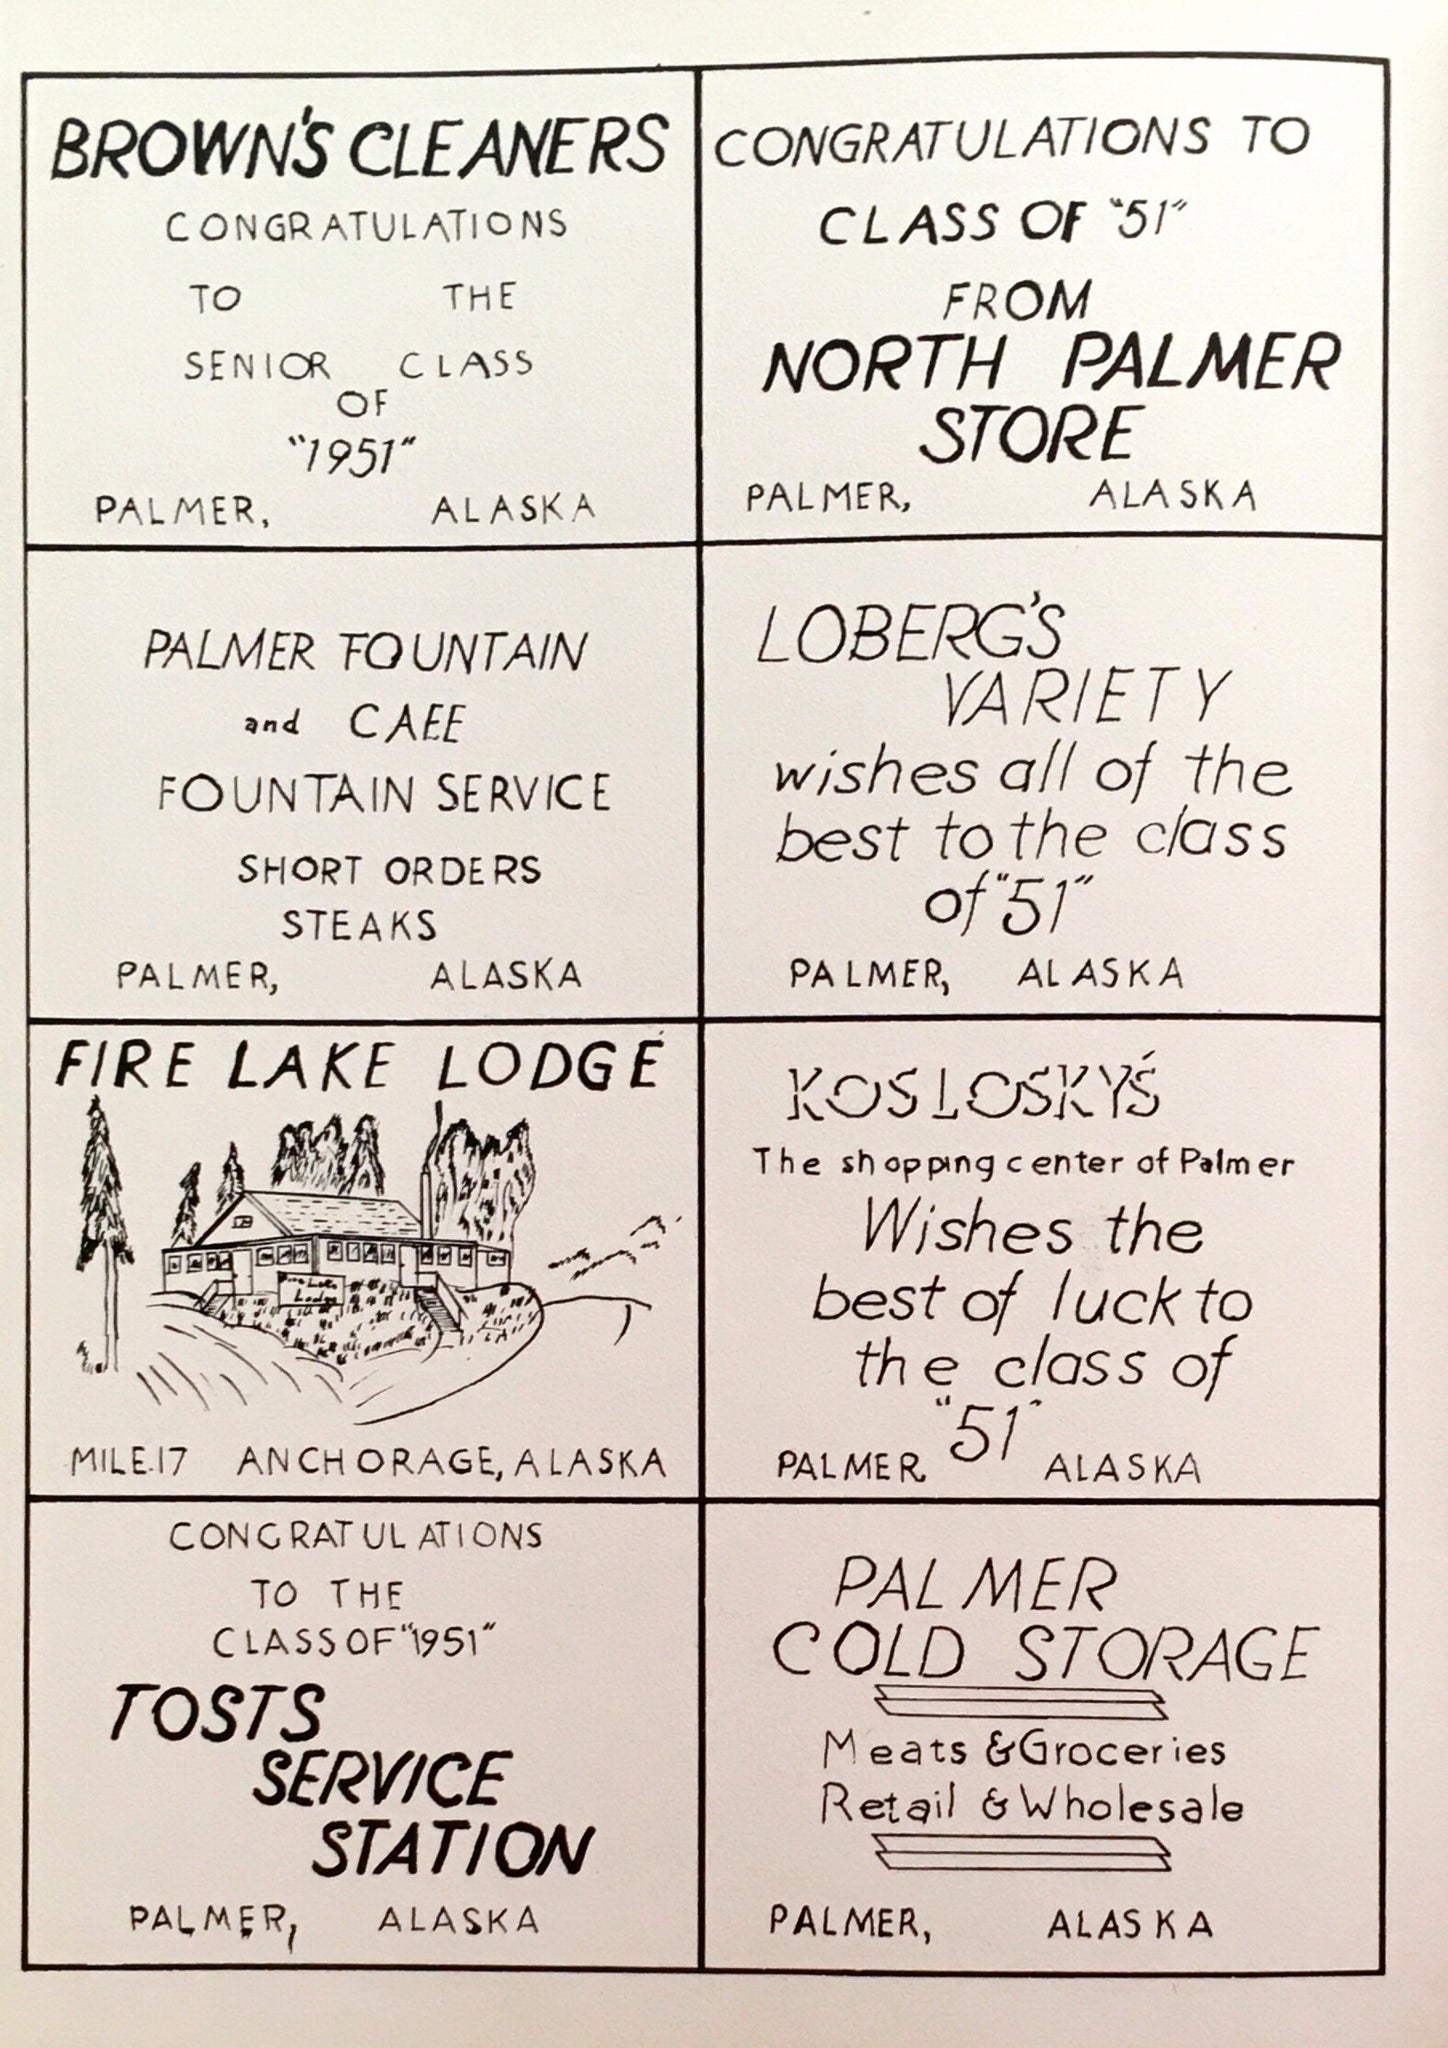 BROWN'S CLEANERS
CONGRATULATIONS
TO THE
SENIOR CLASS
OF
"1951"
PALMER, ALASKA
CONGRATULATIONS TO
CLASS OF "51"
FROM
NORTH PALMER
STORE
PALMER, ALASKA
PALMER FOUNTAIN
and CAFE
FOUNTAIN SERVICE
SHORT ORDERS
STEAKS
PALMER, ALASKA
LOBERG'S
VARIETY
wishes all of the
best to the class
of "51"
PALMER, ALASKA
FIRE LAKE LODGE
Fire Lake
Lodge
MILE.17 ANCHORAGE, ALASKA
KOSLOSKY'S
The shopping center of Palmer
Wishes the
best of luck to
the class of
"51"
PALMER ALASKA
CONGRATULATIONS
TO THE
CLASS OF "1951"
TOSTS
SERVICE
STATION
PALMER, ALASKA
PALMER
COLD STORAGE
Meats & Groceries
Retail & Wholesale
PALMER, ALASKA